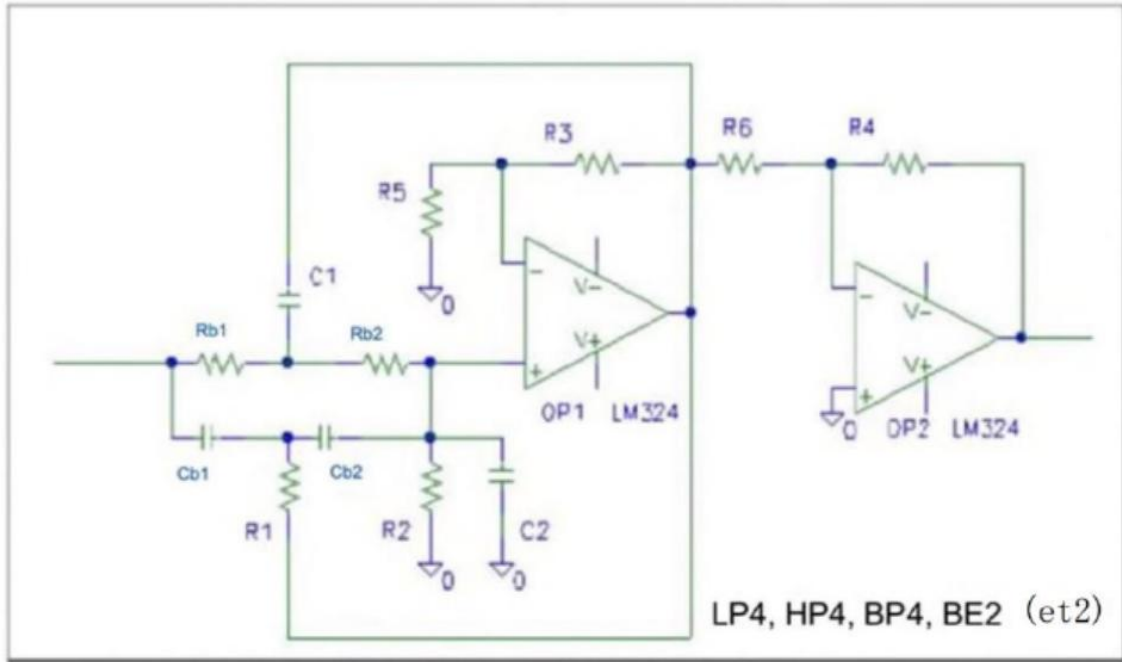 R3
R6
R4
R5
C1
0
V-
V-
Rb1
Rb2
V+
V+
OP1 LM324
0
OP2 LM324
Cb1
Cb2
R1
R2
C2
0
0
LP4, HP4, BP4, BE2 (et2)